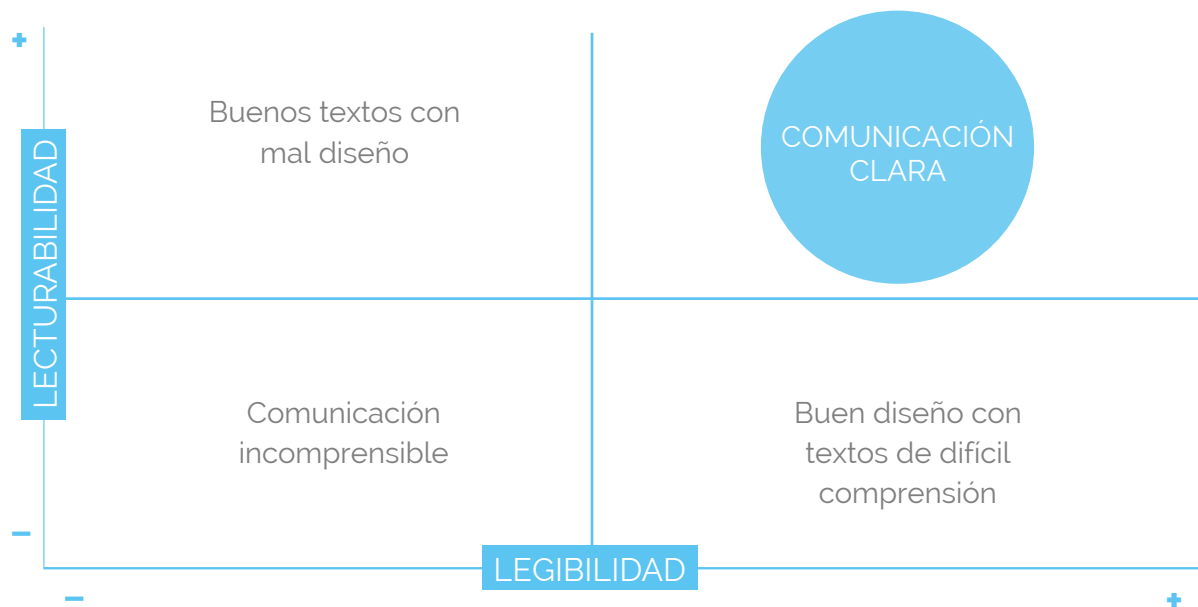 +
Buenos textos con
mal diseño
COMUNICACIÓN
CLARA
LECTURABILIDAD
Comunicación
incomprensible
Buen diseño con
textos de difícil
comprensión
−
LEGIBILIDAD
−
+